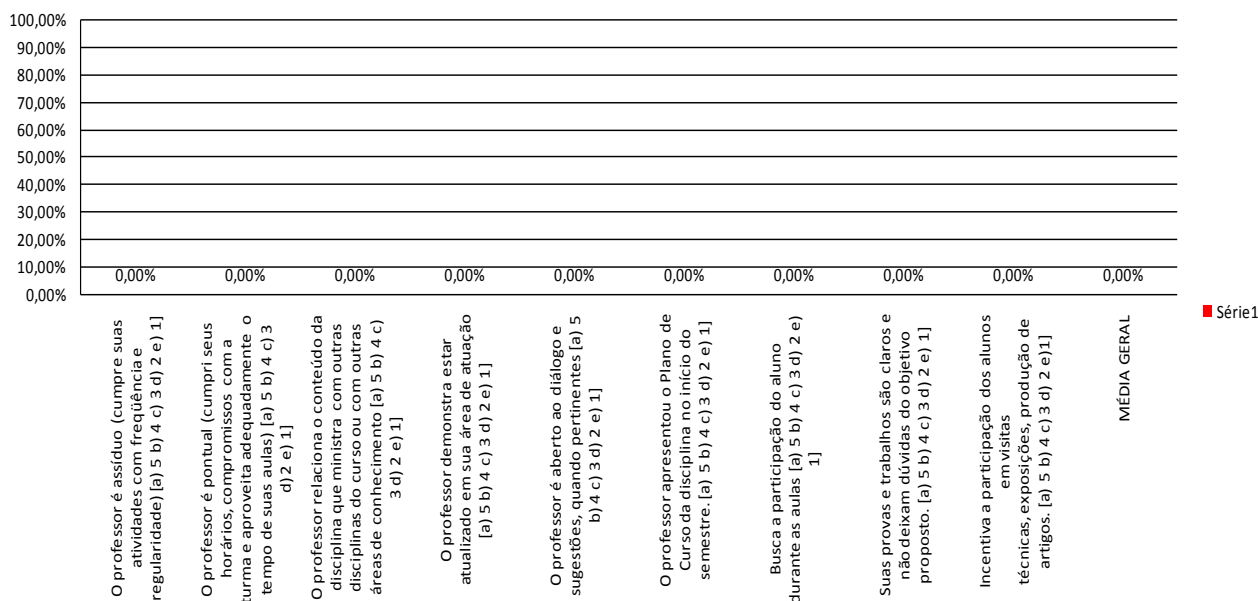 100,00%
90,00%
80,00%
70,00%
60,00%
50,00%
40,00%
30,00%
20,00%
10,00%
0,00%
0,00%
0,00%
0,00%
0,00%
0,00%
0,00%
0,00%
0,00%
0,00%
0,00%
O professor é assíduo (cumpre suas
atividades com freqüência e
regularidade) [a) 5 b) 4 c) 3 d) 2 e) 1]
O professor é pontual (cumpri seus
horários, compromissos com a
turma e aproveita adequadamente o
tempo de suas aulas) [a) 5 b) 4 c) 3
d) 2 e) 1]
O professor relaciona o conteúdo da
disciplina que ministra com outras
disciplinas do curso ou com outras
áreas de conhecimento [a) 5 b) 4 c)
3 d) 2 e) 1]
O professor demonstra estar
atualizado em sua área de atuação
[a) 5 b) 4 c) 3 d) 2 e) 1]
O professor é aberto ao diálogo e
sugestões, quando pertinentes [a) 5
b) 4 c) 3 d) 2 e) 1]
O professor apresentou o Plano de
Curso da disciplina no início do
semestre. [a) 5 b) 4 c) 3 d) 2 e) 1]
Busca a participação do aluno
durante as aulas [a) 5 b) 4 c) 3 d) 2 e)
1]
Suas provas e trabalhos são claros e
não deixam dúvidas do objetivo
proposto. [a) 5 b) 4 c) 3 d) 2 e) 1]
Incentiva a participação dos alunos
em visitas
técnicas, exposições, produção de
artigos. [a) 5 b) 4 c) 3 d) 2 e)1]
MÉDIA GERAL
Série1